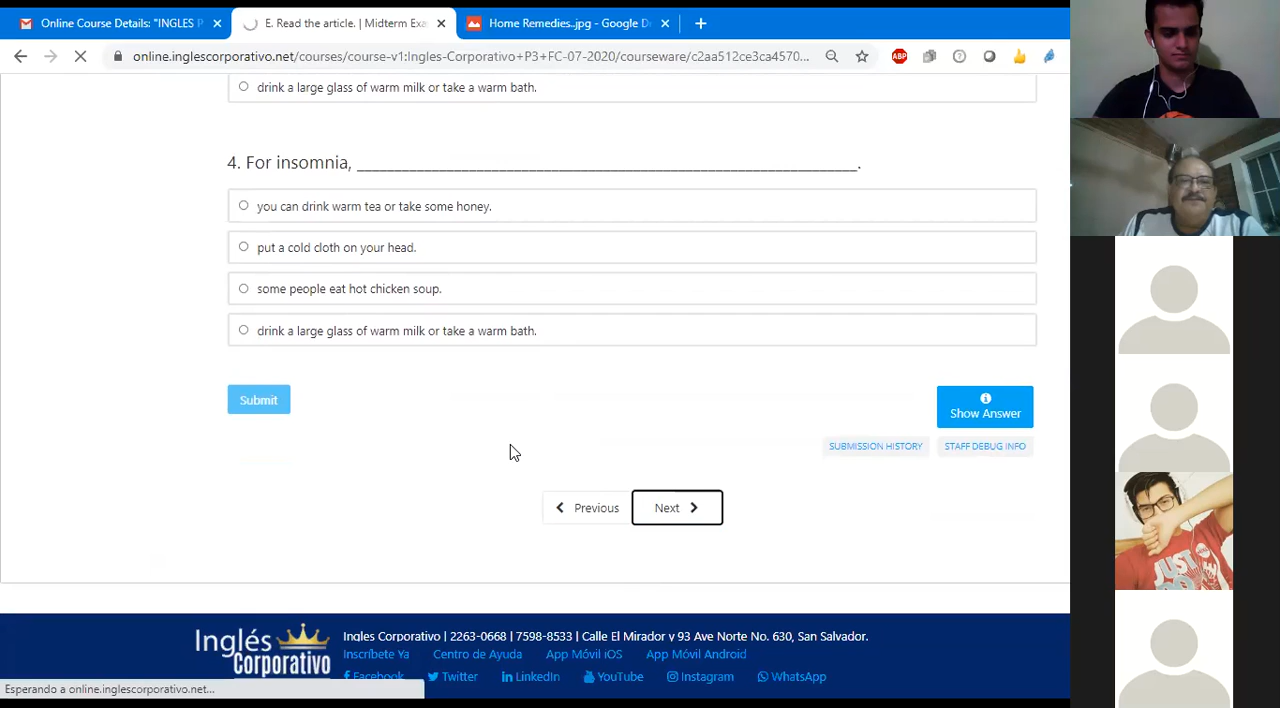 Online Course Details: "INGLES P
E. Read the article. | Midterm Exa
Home Remedies..jpg - Google D
online.inglescorporativo.net/courses/course-v1:Ingles-Corporativo+P3+FC-07-2020/courseware/c2aa512ce3ca4570...
ABP
drink a large glass of warm milk or take a warm bath.
4. For insomnia, ______________________________________________________________.
you can drink warm tea or take some honey.
put a cold cloth on your head.
some people eat hot chicken soup.
drink a large glass of warm milk or take a warm bath.
Submit
Show Answer
SUBMISSION HISTORY
STAFF DEBUG INFO
Previous
Next
Inglés Corporativo
Ingles Corporativo | 2263-0668 | 7598-8533 | Calle El Mirador y 93 Ave Norte No. 630, San Salvador.
Inscríbete Ya Centro de Ayuda App Móvil iOS App Móvil Android
Facebook Twitter LinkedIn YouTube Instagram WhatsApp
Esperando a online.inglescorporativo.net...
JUST